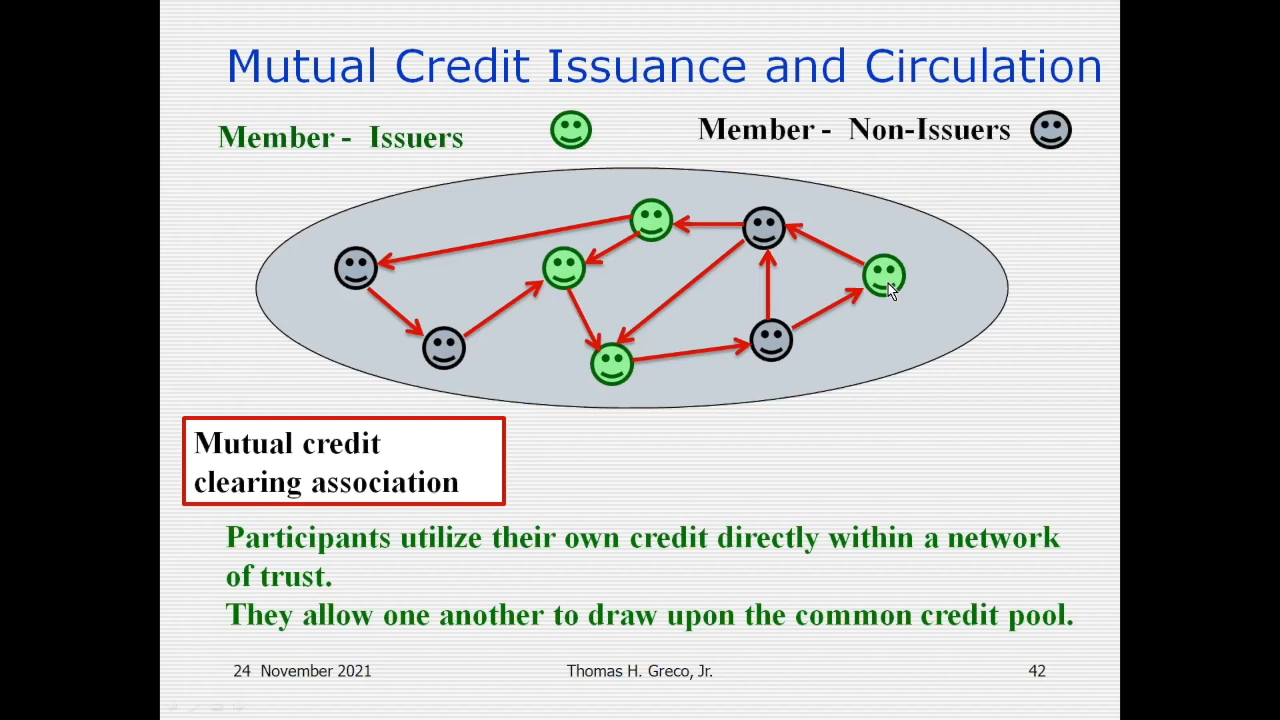 Mutual Credit Issuance and Circulation
Member - Issuers
Member - Non-Issuers
Mutual credit
clearing association
Participants utilize their own credit directly within a network
of trust.
They allow one another to draw upon the common credit pool.
24 November 2021
Thomas H. Greco, Jr.
42